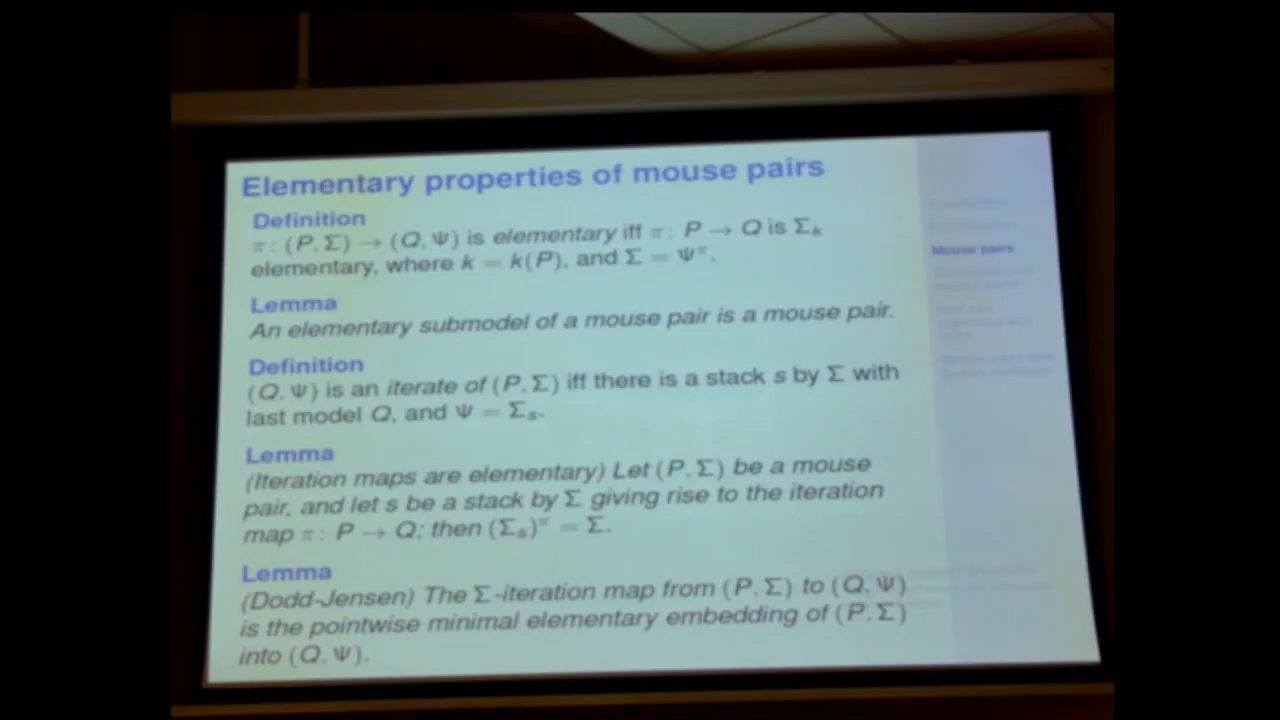 Elementary properties of mouse pairs
Definition
π: (P, Σ) → (Q, Ψ) is elementary iff π: P → Q is Σₖ
elementary, where k = k(P), and Σ = Ψ^π.
Lemma
An elementary submodel of a mouse pair is a mouse pair.
Definition
(Q, Ψ) is an iterate of (P, Σ) iff there is a stack s by Σ with
last model Q, and Ψ = Σₛ.
Lemma
(Iteration maps are elementary) Let (P, Σ) be a mouse
pair, and let s be a stack by Σ giving rise to the iteration
map π: P → Q; then (Σₛ)^π = Σ.
Lemma
(Dodd-Jensen) The Σ-iteration map from (P, Σ) to (Q, Ψ)
is the pointwise minimal elementary embedding of (P, Σ)
into (Q, Ψ).
Mouse pairs